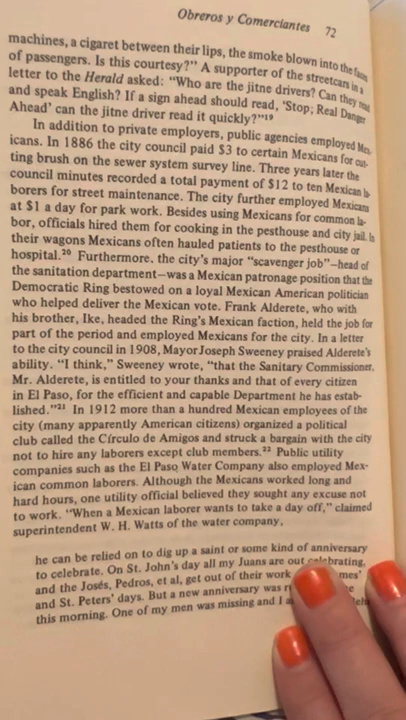 Obreros y Comerciantes 72
machines, a cigaret between their lips, the smoke blown into the faces
of passengers. Is this courtesy?" A supporter of the streetcars in a
letter to the Herald asked: "Who are the jitne drivers? Can they read
and speak English? If a sign ahead should read, 'Stop; Real Danger
Ahead' can the jitne driver read it quickly?"19
In addition to private employers, public agencies employed Mex-
icans. In 1886 the city council paid $3 to certain Mexicans for cut-
ting brush on the sewer system survey line. Three years later the
council minutes recorded a total payment of $12 to ten Mexican la-
borers for street maintenance. The city further employed Mexicans
at $1 a day for park work. Besides using Mexicans for common la-
bor, officials hired them for cooking in the pesthouse and city jail. In
their wagons Mexicans often hauled patients to the pesthouse or
hospital.20 Furthermore, the city's major "scavenger job"—head of
the sanitation department—was a Mexican patronage position that the
Democratic Ring bestowed on a loyal Mexican American politician
who helped deliver the Mexican vote. Frank Alderete, who with
his brother, Ike, headed the Ring's Mexican faction, held the job for
part of the period and employed Mexicans for the city. In a letter
to the city council in 1908, Mayor Joseph Sweeney praised Alderete's
ability. "I think," Sweeney wrote, "that the Sanitary Commissioner,
Mr. Alderete, is entitled to your thanks and that of every citizen
in El Paso, for the efficient and capable Department he has estab-
lished."21 In 1912 more than a hundred Mexican employees of the
city (many apparently American citizens) organized a political
club called the Círculo de Amigos and struck a bargain with the city
not to hire any laborers except club members.22 Public utility
companies such as the El Paso Water Company also employed Mex-
ican common laborers. Although the Mexicans worked long and
hard hours, one utility official believed they sought any excuse not
to work. "When a Mexican laborer wants to take a day off," claimed
superintendent W. H. Watts of the water company,
he can be relied on to dig up a saint or some kind of anniversary
to celebrate. On St. John's day all my Juans are out celebrating,
and the Josés, Pedros, et al, get out of their work mes'
and St. Peters' days. But a new anniversary was
this morning. One of my men was missing and I